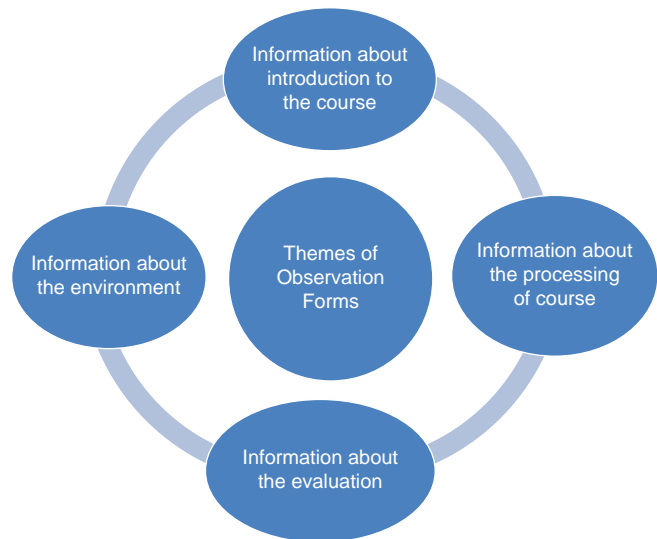 Information about
introduction to
the course
Information about
the environment
Themes of
Observation
Forms
Information about
the processing
of course
Information about
the evaluation